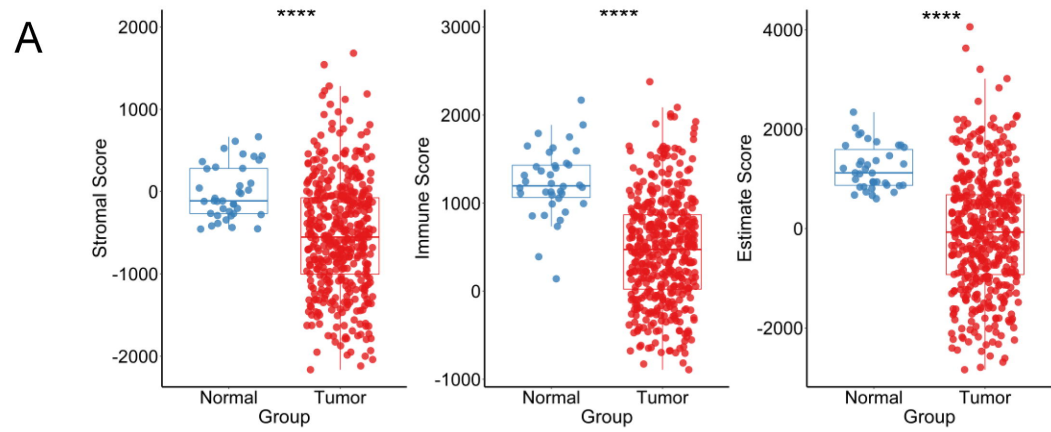 A
****
Stromal Score
2000
1000
0
-1000
-2000
Normal Tumor
Group
****
Immune Score
3000
2000
1000
0
-1000
Normal Tumor
Group
****
Estimate Score
4000
2000
0
-2000
Normal Tumor
Group